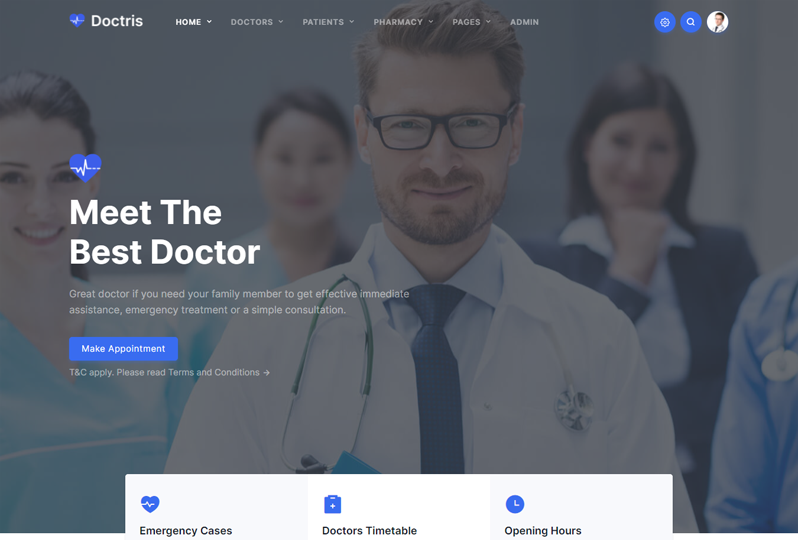 Doctris
HOME
DOCTORS
PATIENTS
PHARMACY
PAGES
ADMIN
Meet The
Best Doctor
Great doctor if you need your family member to get effective immediate
assistance, emergency treatment or a simple consultation.
Make Appointment
T&C apply. Please read Terms and Conditions →
Emergency Cases
Doctors Timetable
Opening Hours